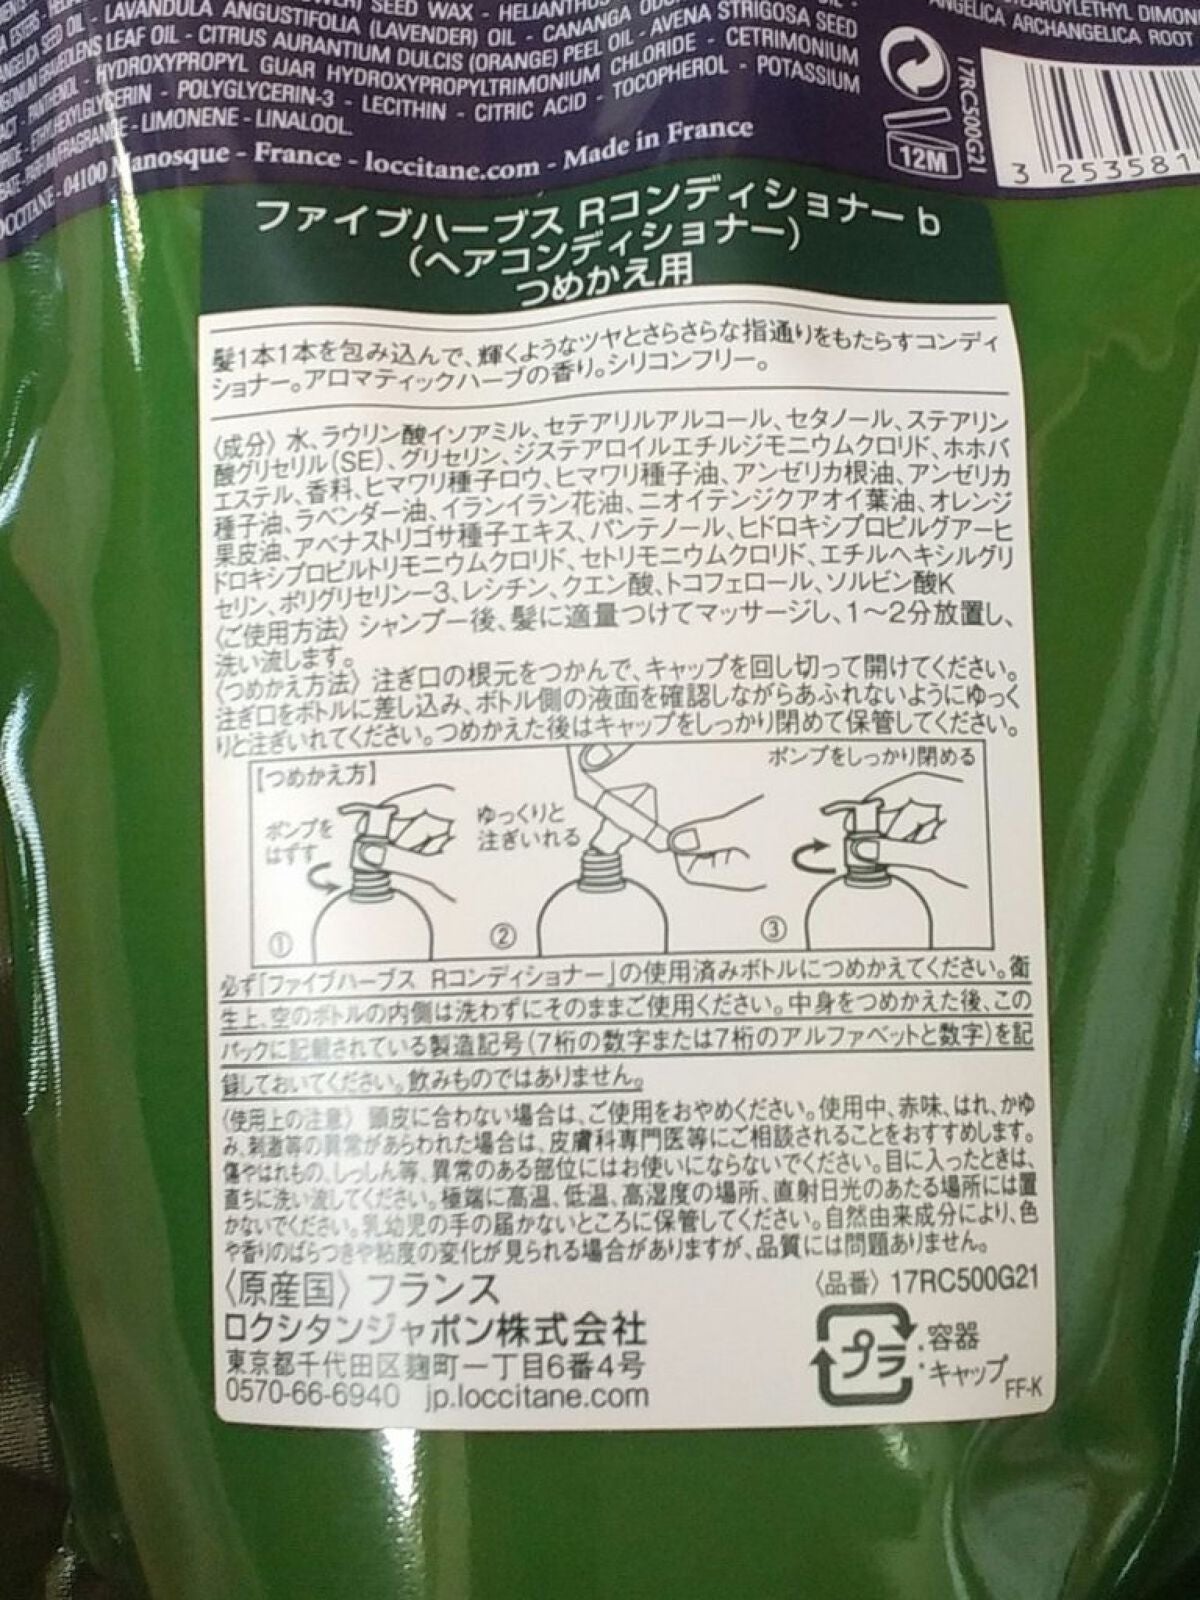 SEED WAX - HELIANTHUS
SEED OIL - LAVANDULA ANGUSTIFOLIA (LAVENDER) OIL - CANANGA
LEAF OIL - CITRUS AURANTIUM DULCIS (ORANGE) PEEL OIL - AVENA STRIGOSA SEED
PANTHENOL - HYDROXYPROPYL GUAR HYDROXYPROPYLTRIMONIUM CHLORIDE - CETRIMONIUM
ETHYLHEXYLGLYCERIN - POLYGLYCERIN-3 - LECITHIN - CITRIC ACID - TOCOPHEROL - POTASSIUM
PARFUM/FRAGRANCE - LIMONENE - LINALOOL
04100 Manosque - France - loccitane.com - Made in France
ANGELICA ARCHANGELICA ROOT
12M
17RC500G21
3 253581
ファイブハーブス Rコンディショナー b
(ヘアコンディショナー)
つめかえ用
髪1本1本を包み込んで、輝くようなツヤとさらさらな指通りをもたらすコンディ
ショナー。アロマティックハーブの香り。シリコンフリー。
〈成分〉水、ラウリン酸イソアミル、セテアリルアルコール、セタノール、ステアリン
酸グリセリル(SE)、グリセリン、ジステアロイルエチルジモニウムクロリド、ホホバ
エステル、香料、ヒマワリ種子ロウ、ヒマワリ種子油、アンゼリカ根油、アンゼリカ
種子油、ラベンダー油、イランイラン花油、ニオイテンジクアオイ葉油、オレンジ
果皮油、アベナストリゴサ種子エキス、パンテノール、ヒドロキシプロピルグアーヒ
ドロキシプロピルトリモニウムクロリド、セトリモニウムクロリド、エチルヘキシルグリ
セリン、ポリグリセリン－3、レシチン、クエン酸、トコフェロール、ソルビン酸K
〈ご使用方法〉シャンプー後、髪に適量つけてマッサージし、1～2分放置し、
洗い流します。
〈つめかえ方法〉注ぎ口の根元をつかんで、キャップを回し切って開けてください。
注ぎ口をボトルに差し込み、ボトル側の液面を確認しながらあふれないようにゆっく
りと注ぎいれてください。つめかえた後はキャップをしっかり閉めて保管してください。
【つめかえ方】
ポンプを
はずす
①
ゆっくりと
注ぎいれる
②
ポンプをしっかり閉める
③
必ず「ファイブハーブス Rコンディショナー」の使用済みボトルにつめかえてください。衛
生上、空のボトルの内側は洗わずにそのままご使用ください。中身をつめかえた後、この
パックに記載されている製造記号(7桁の数字または7桁のアルファベットと数字)を記
録しておいてください。飲みものではありません。
〈使用上の注意〉頭皮に合わない場合は、ご使用をおやめください。使用中、赤味、はれ、かゆ
み、刺激等の異常があらわれた場合は、皮膚科専門医等にご相談されることをおすすめします。
傷やはれもの、しっしん等、異常のある部位にはお使いにならないでください。目に入ったときは、
直ちに洗い流してください。極端に高温、低温、高湿度の場所、直射日光のあたる場所には置
かないでください。乳幼児の手の届かないところに保管してください。自然由来成分により、色
や香りのばらつきや粘度の変化が見られる場合がありますが、品質には問題ありません。
〈原産国〉フランス
〈品番〉17RC500G21
ロクシタンジャポン株式会社
東京都千代田区麹町一丁目6番4号
0570-66-6940 jp.loccitane.com
プラ
:容器
:キャップ
FF-K